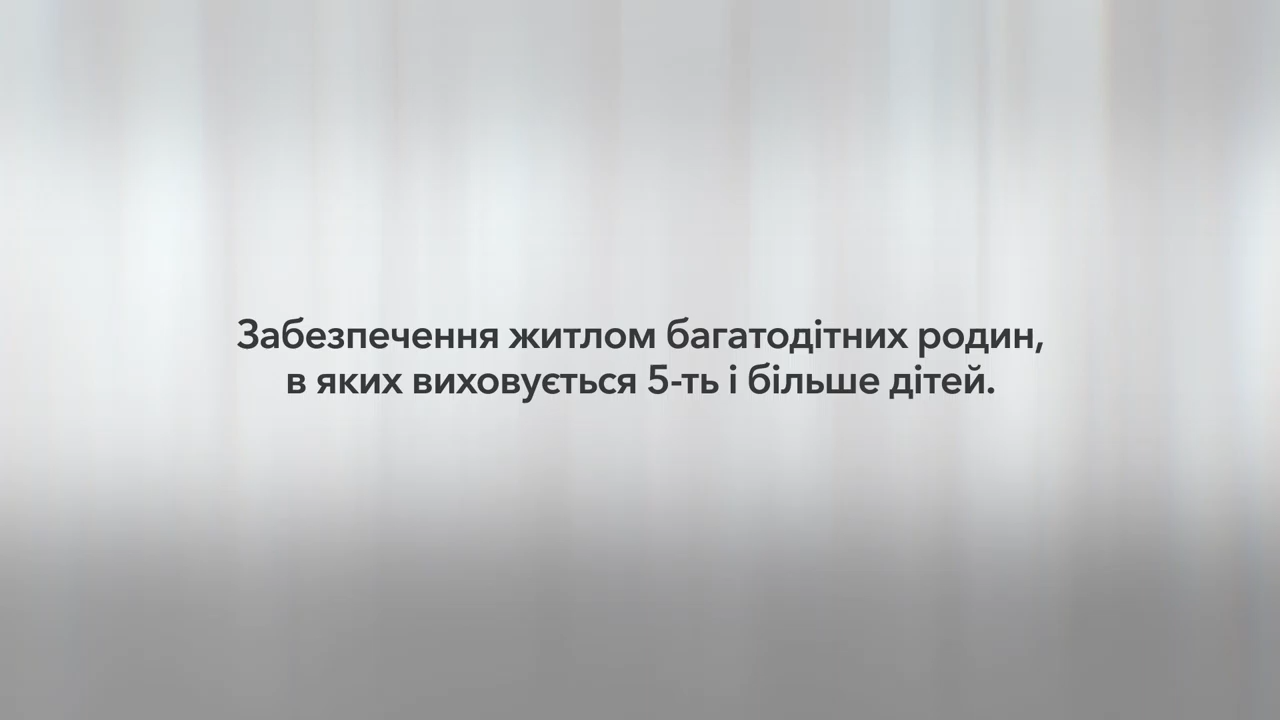 Забезпечення житлом багатодітних родин,
в яких виховується 5-ть і більше дітей.